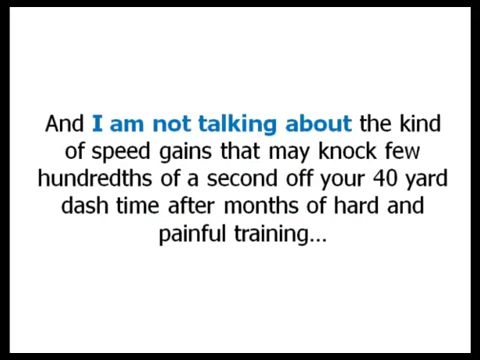 And I am not talking about the kind
of speed gains that may knock few
hundredths of a second off your 40 yard
dash time after months of hard and
painful training...